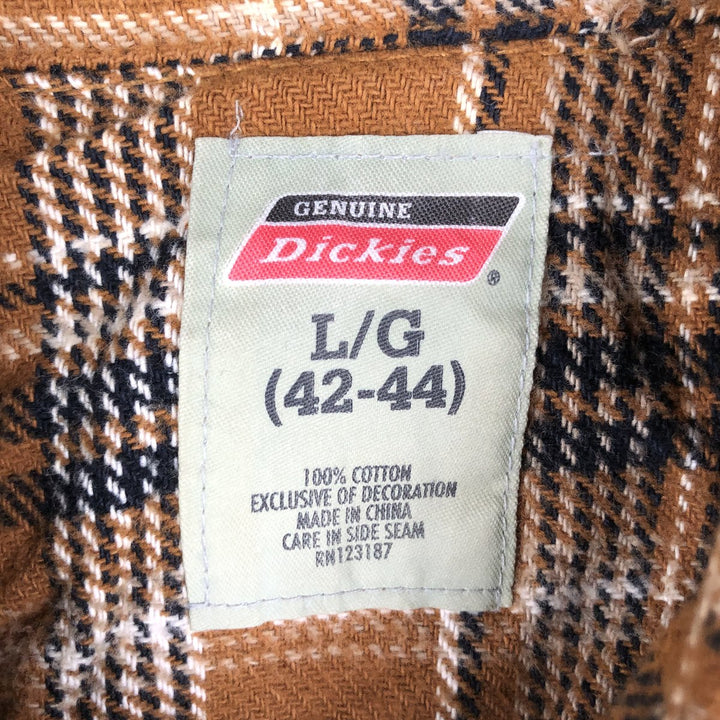 GENUINE
Dickies®
L/G
(42-44)
100% COTTON
EXCLUSIVE OF DECORATION
MADE IN CHINA
CARE IN SIDE SEAM
RN123187